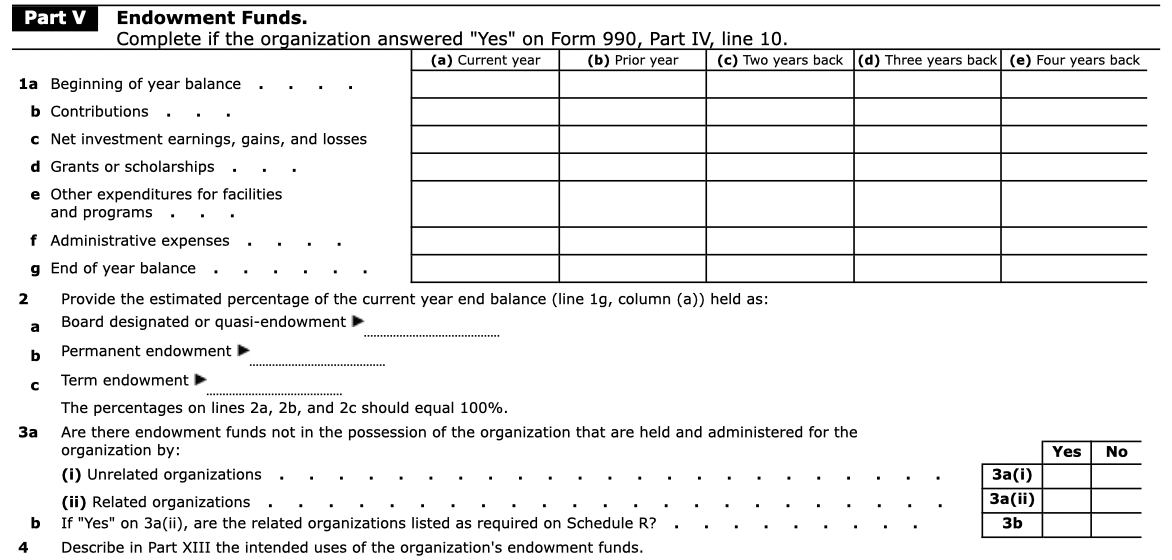 Part V Endowment Funds.
Complete if the organization answered "Yes" on Form 990, Part IV, line 10.
(a) Current year (b) Prior year (c) Two years back (d) Three years back (e) Four years back
1a Beginning of year balance . . . .
b Contributions . . .
c Net investment earnings, gains, and losses
d Grants or scholarships . . .
e Other expenditures for facilities
and programs . . .
f Administrative expenses . . . .
g End of year balance . . . . . .
2 Provide the estimated percentage of the current year end balance (line 1g, column (a)) held as:
a Board designated or quasi-endowment ▶
b Permanent endowment ▶
c Term endowment ▶
The percentages on lines 2a, 2b, and 2c should equal 100%.
3a Are there endowment funds not in the possession of the organization that are held and administered for the
organization by:
Yes No
(i) Unrelated organizations . . . . . . . . . . . . . . . . . . . . . . . 3a(i)
(ii) Related organizations . . . . . . . . . . . . . . . . . . . . . . . 3a(ii)
b If "Yes" on 3a(ii), are the related organizations listed as required on Schedule R? . . . . . . . . . 3b
4 Describe in Part XIII the intended uses of the organization's endowment funds.